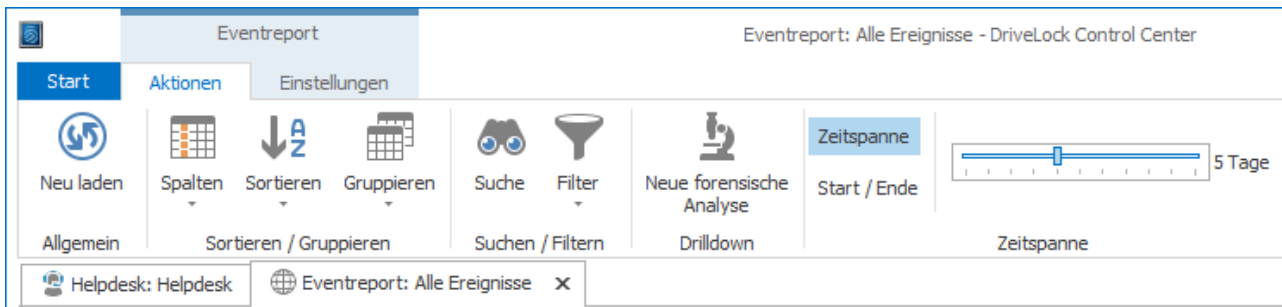 Eventreport
Eventreport: Alle Ereignisse - DriveLock Control Center
Start
Aktionen
Einstellungen
Neu laden
Spalten
A
Z
Sortieren
Gruppieren
Suche
Filter
Neue forensische
Analyse
Zeitspanne
Start / Ende
5 Tage
Allgemein
Sortieren / Gruppieren
Suchen / Filtern
Drilldown
Zeitspanne
Helpdesk: Helpdesk
Eventreport: Alle Ereignisse